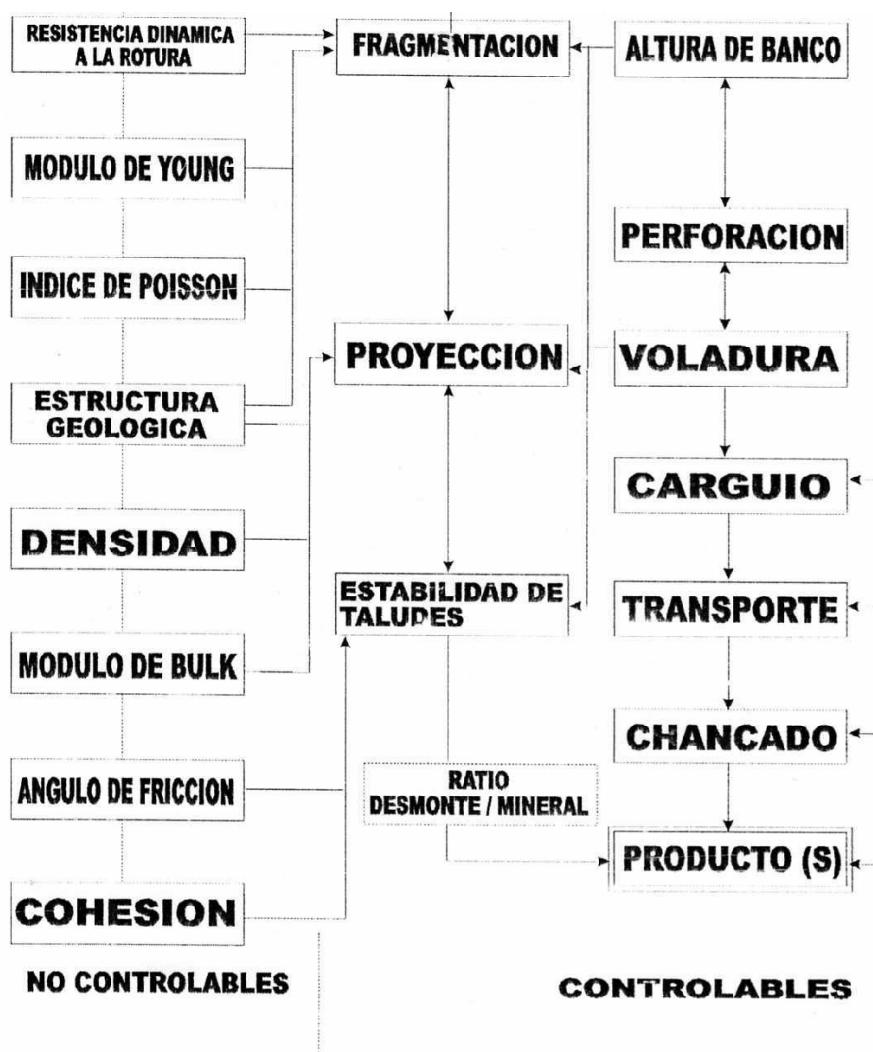 RESISTENCIA DINAMICA
A LA ROTURA
MODULO DE YOUNG
INDICE DE POISSON
ESTRUCTURA
GEOLOGICA
DENSIDAD
MODULO DE BULK
ANGULO DE FRICCION
COHESION
NO CONTROLABLES
FRAGMENTACION
PROYECCION
ESTABILIDAD DE
TALUDES
RATIO
DESMONTE / MINERAL
ALTURA DE BANCO
PERFORACION
VOLADURA
CARGUIO
TRANSPORTE
CHANCADO
PRODUCTO (S)
CONTROLABLES